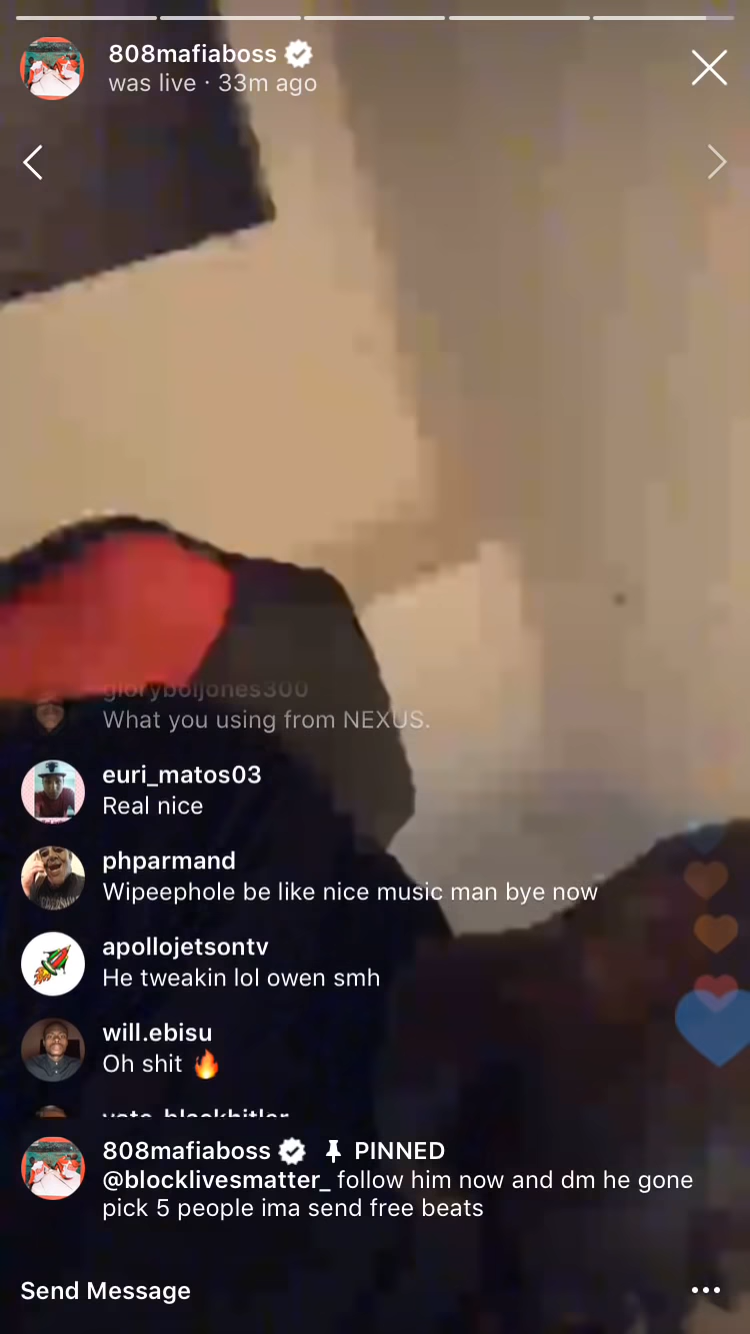 808mafiaboss
was live · 33m ago
gloryboijones300
What you using from NEXUS.
euri_matos03
Real nice
phparmand
Wipeephole be like nice music man bye now
apollojetsontv
He tweakin lol owen smh
will.ebisu
Oh shit 🔥
808mafiaboss PINNED
@blocklivesmatter_ follow him now and dm he gone
pick 5 people ima send free beats
Send Message